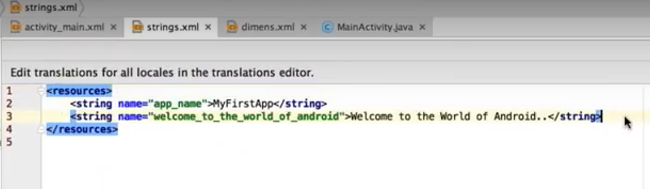 strings.xml
activity_main.xml strings.xml dimens.xml MainActivity.java
Edit translations for all locales in the translations editor.
1 <resources>
2 <string name="app_name">MyFirstApp</string>
3 <string name="welcome_to_the_world_of_android">Welcome to the World of Android..</string>
4 </resources>
5